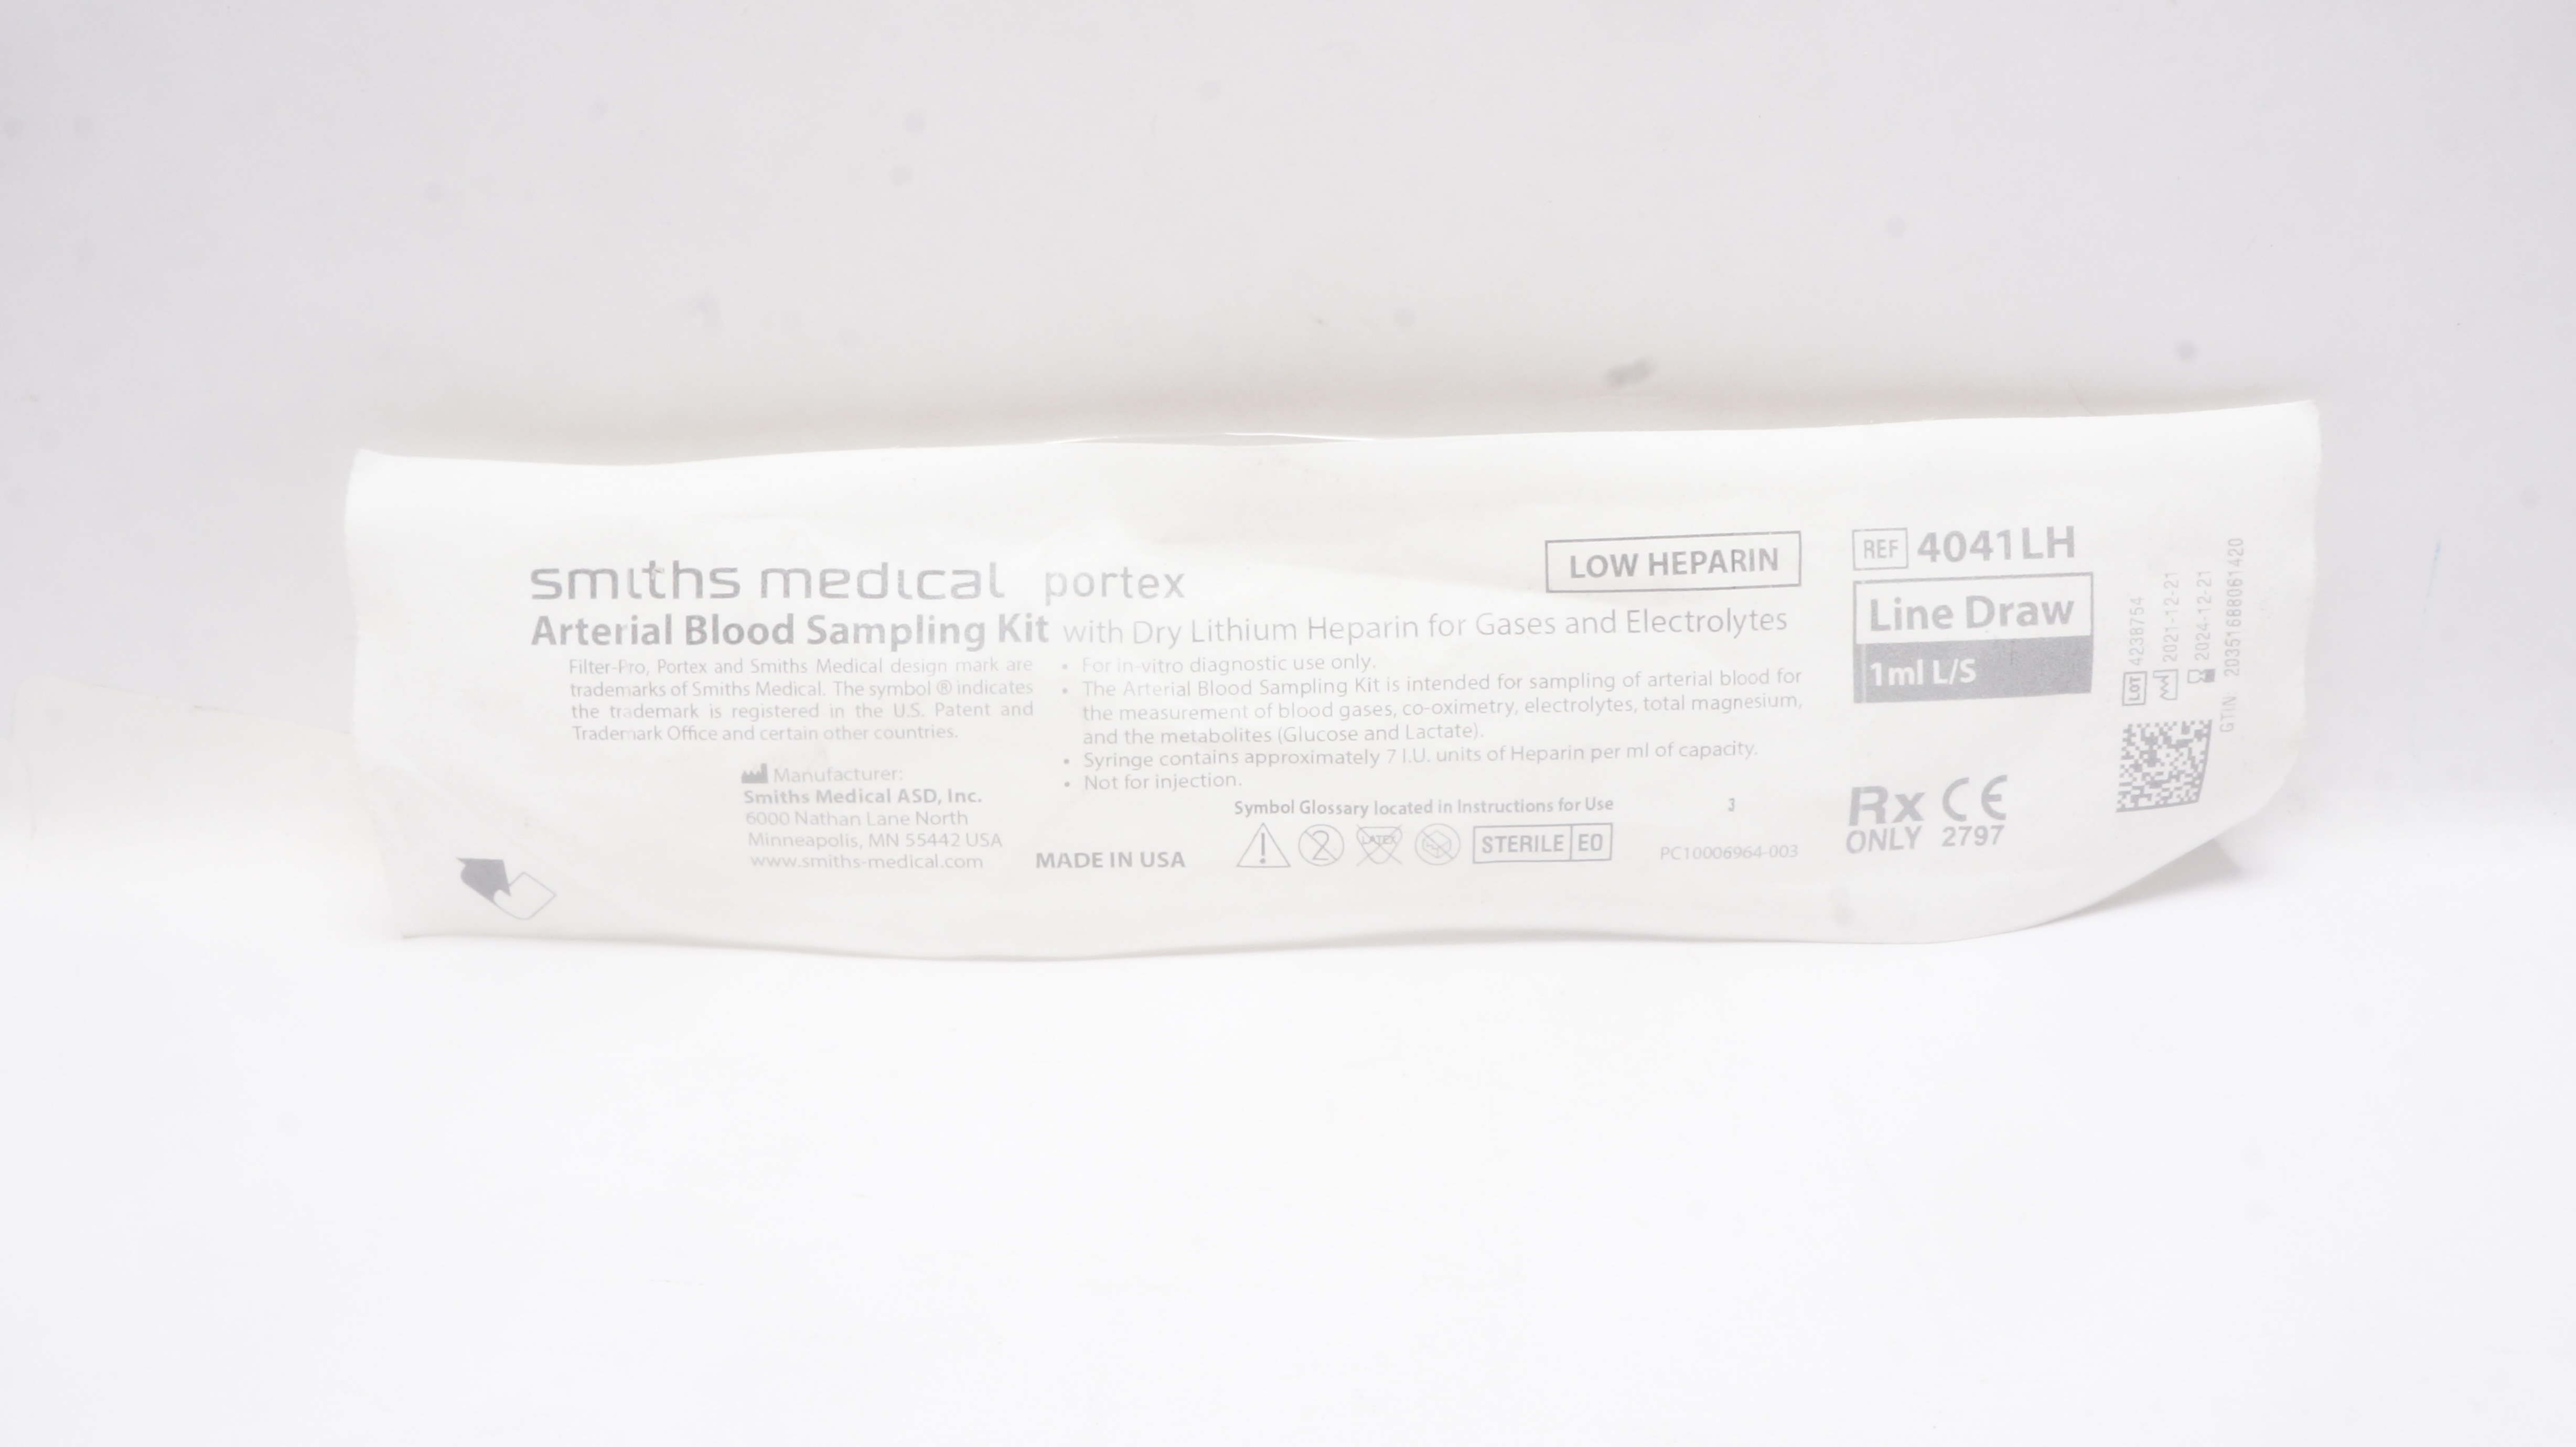 smiths medical portex
Arterial Blood Sampling Kit with Dry Lithium Heparin for Gases and Electrolytes
LOW HEPARIN
Filter-Pro, Portex and Smiths Medical design mark are
trademarks of Smiths Medical. The symbol ® indicates
the trademark is registered in the U.S. Patent and
Trademark Office and certain other countries.
Manufacturer:
Smiths Medical ASD, Inc.
6000 Nathan Lane North
Minneapolis, MN 55442 USA
www.smiths-medical.com
MADE IN USA
• For in-vitro diagnostic use only.
• The Arterial Blood Sampling Kit is intended for sampling of arterial blood for
the measurement of blood gases, co-oximetry, electrolytes, total magnesium,
and the metabolites (Glucose and Lactate).
• Syringe contains approximately 7 I.U. units of Heparin per ml of capacity.
• Not for injection.
Symbol Glossary located in Instructions for Use
3
2
LATEX
STERILE EO
PC10006964-003
REF 4041LH
Line Draw
1ml L/S
Rx CE
ONLY 2797
LOT 4238754
2021-12-21
2024-12-21
GTIN 20351688061420